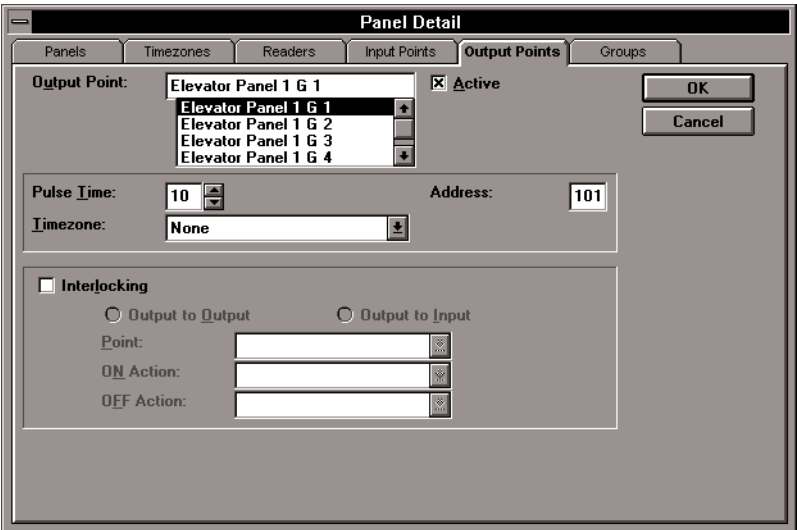 Panel Detail
Panels Timezones Readers Input Points Output Points Groups
Output Point: Elevator Panel 1 G 1 Active OK
Elevator Panel 1 G 1
Elevator Panel 1 G 2
Elevator Panel 1 G 3
Elevator Panel 1 G 4
Cancel
Pulse Time: 10 Address: 101
Timezone: None
Interlocking
Output to Output Output to Input
Point:
ON Action:
OFF Action: